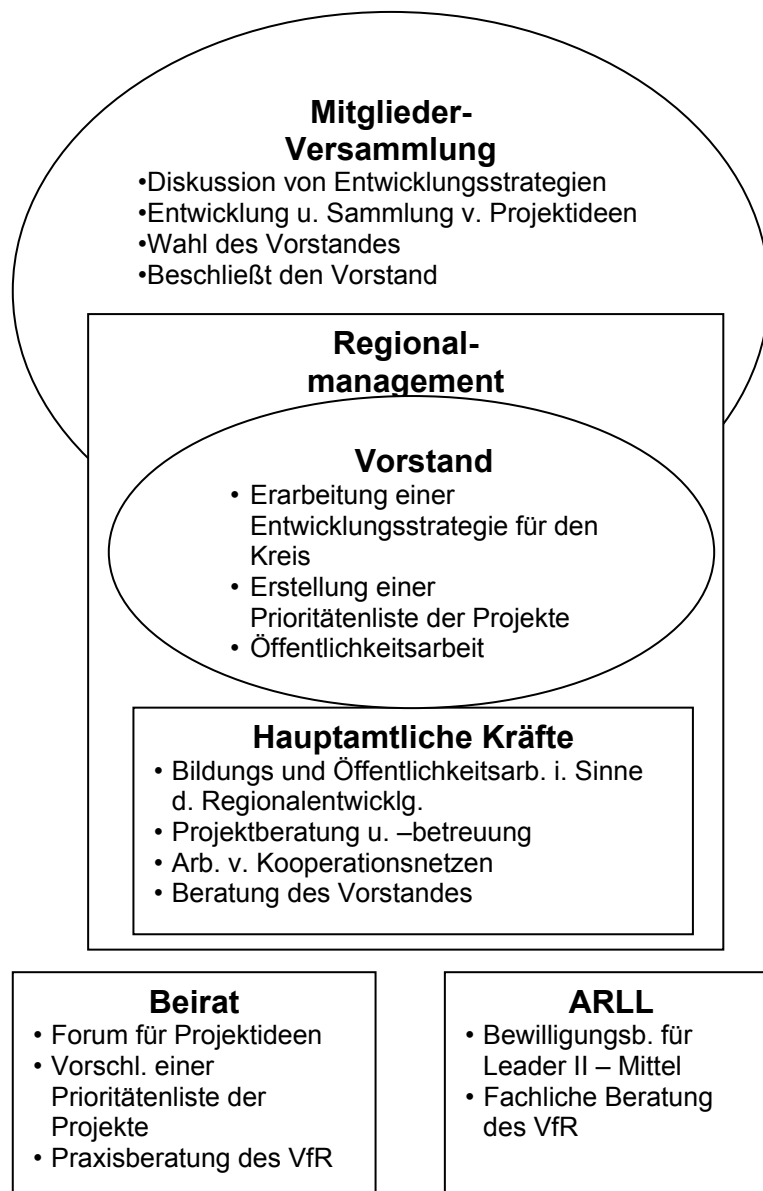 Mitglieder-
Versammlung
•Diskussion von Entwicklungsstrategien
•Entwicklung u. Sammlung v. Projektideen
•Wahl des Vorstandes
•Beschließt den Vorstand
Regional-
management
Vorstand
• Erarbeitung einer
Entwicklungsstrategie für den
Kreis
• Erstellung einer
Prioritätenliste der Projekte
• Öffentlichkeitsarbeit
Hauptamtliche Kräfte
• Bildungs und Öffentlichkeitsarb. i. Sinne
d. Regionalentwicklg.
• Projektberatung u. –betreuung
• Arb. v. Kooperationsnetzen
• Beratung des Vorstandes
Beirat
• Forum für Projektideen
• Vorschl. einer
Prioritätenliste der
Projekte
• Praxisberatung des VfR
ARLL
• Bewilligungsb. für
Leader II – Mittel
• Fachliche Beratung
des VfR